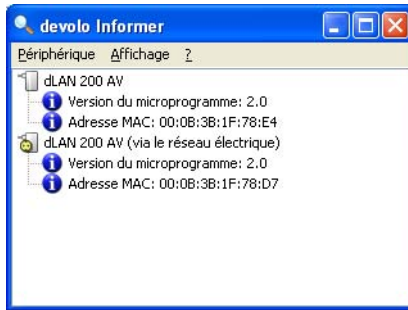 devolo Informer
Périphérique Affichage ?
dLAN 200 AV
Version du microprogramme: 2.0
Adresse MAC: 00:0B:3B:1F:78:E4
dLAN 200 AV (via le réseau électrique)
Version du microprogramme: 2.0
Adresse MAC: 00:0B:3B:1F:78:D7